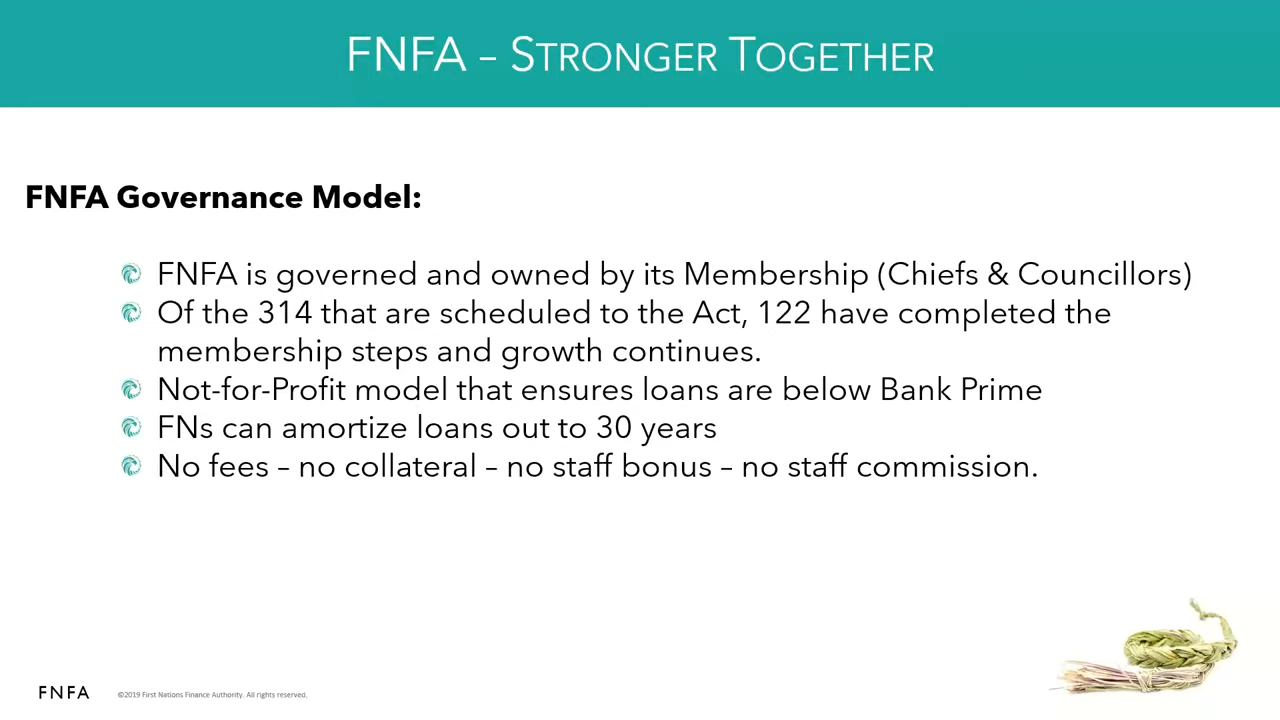 FNFA – STRONGER TOGETHER
FNFA Governance Model:
FNFA is governed and owned by its Membership (Chiefs & Councillors)
Of the 314 that are scheduled to the Act, 122 have completed the
membership steps and growth continues.
Not-for-Profit model that ensures loans are below Bank Prime
FNs can amortize loans out to 30 years
No fees – no collateral – no staff bonus – no staff commission.
FNFA
©2019 First Nations Finance Authority. All rights reserved.